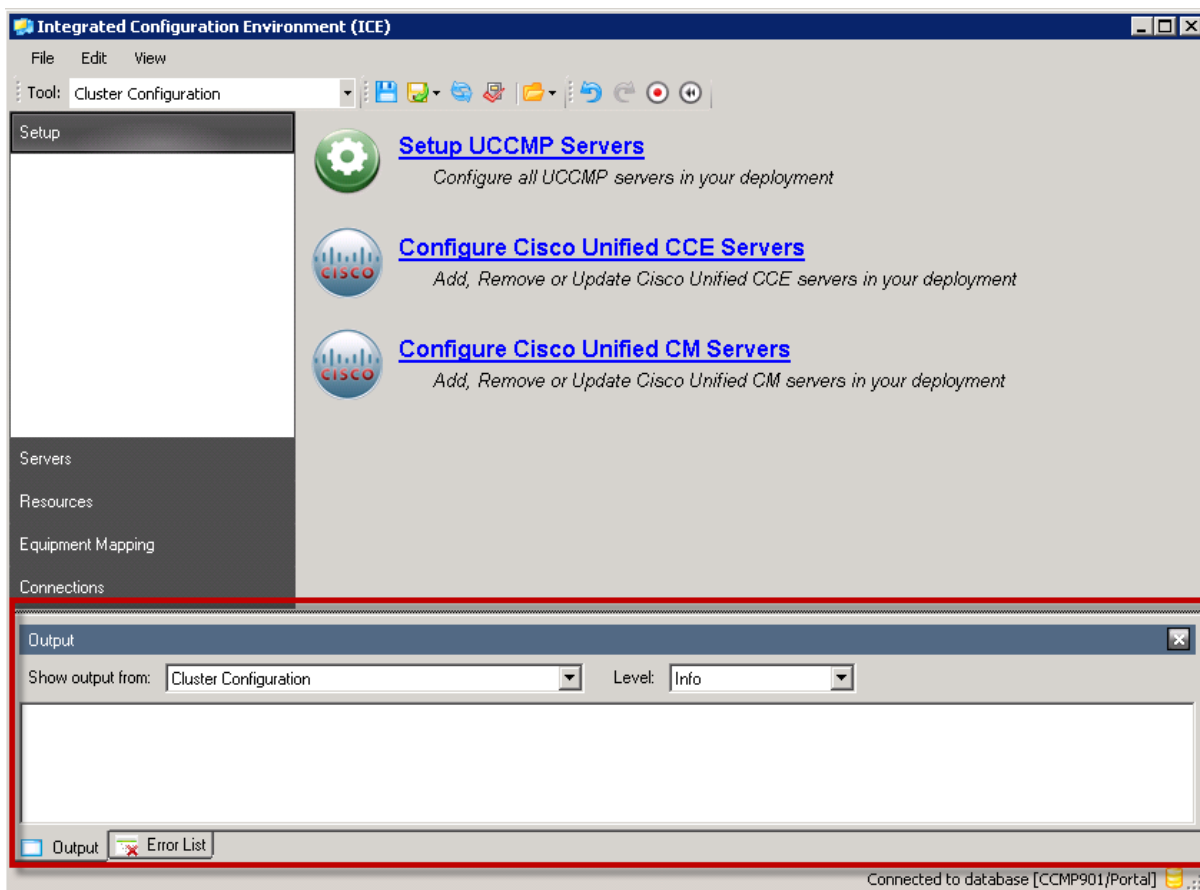 Integrated Configuration Environment (ICE)
File Edit View
Tool: Cluster Configuration
Setup
Setup UCCMP Servers
Configure all UCCMP servers in your deployment
CISCO
Configure Cisco Unified CCE Servers
Add, Remove or Update Cisco Unified CCE servers in your deployment
CISCO
Configure Cisco Unified CM Servers
Add, Remove or Update Cisco Unified CM servers in your deployment
Servers
Resources
Equipment Mapping
Connections
Output
Show output from: Cluster Configuration Level: Info
Output Error List
Connected to database [CCMP901/Portal]